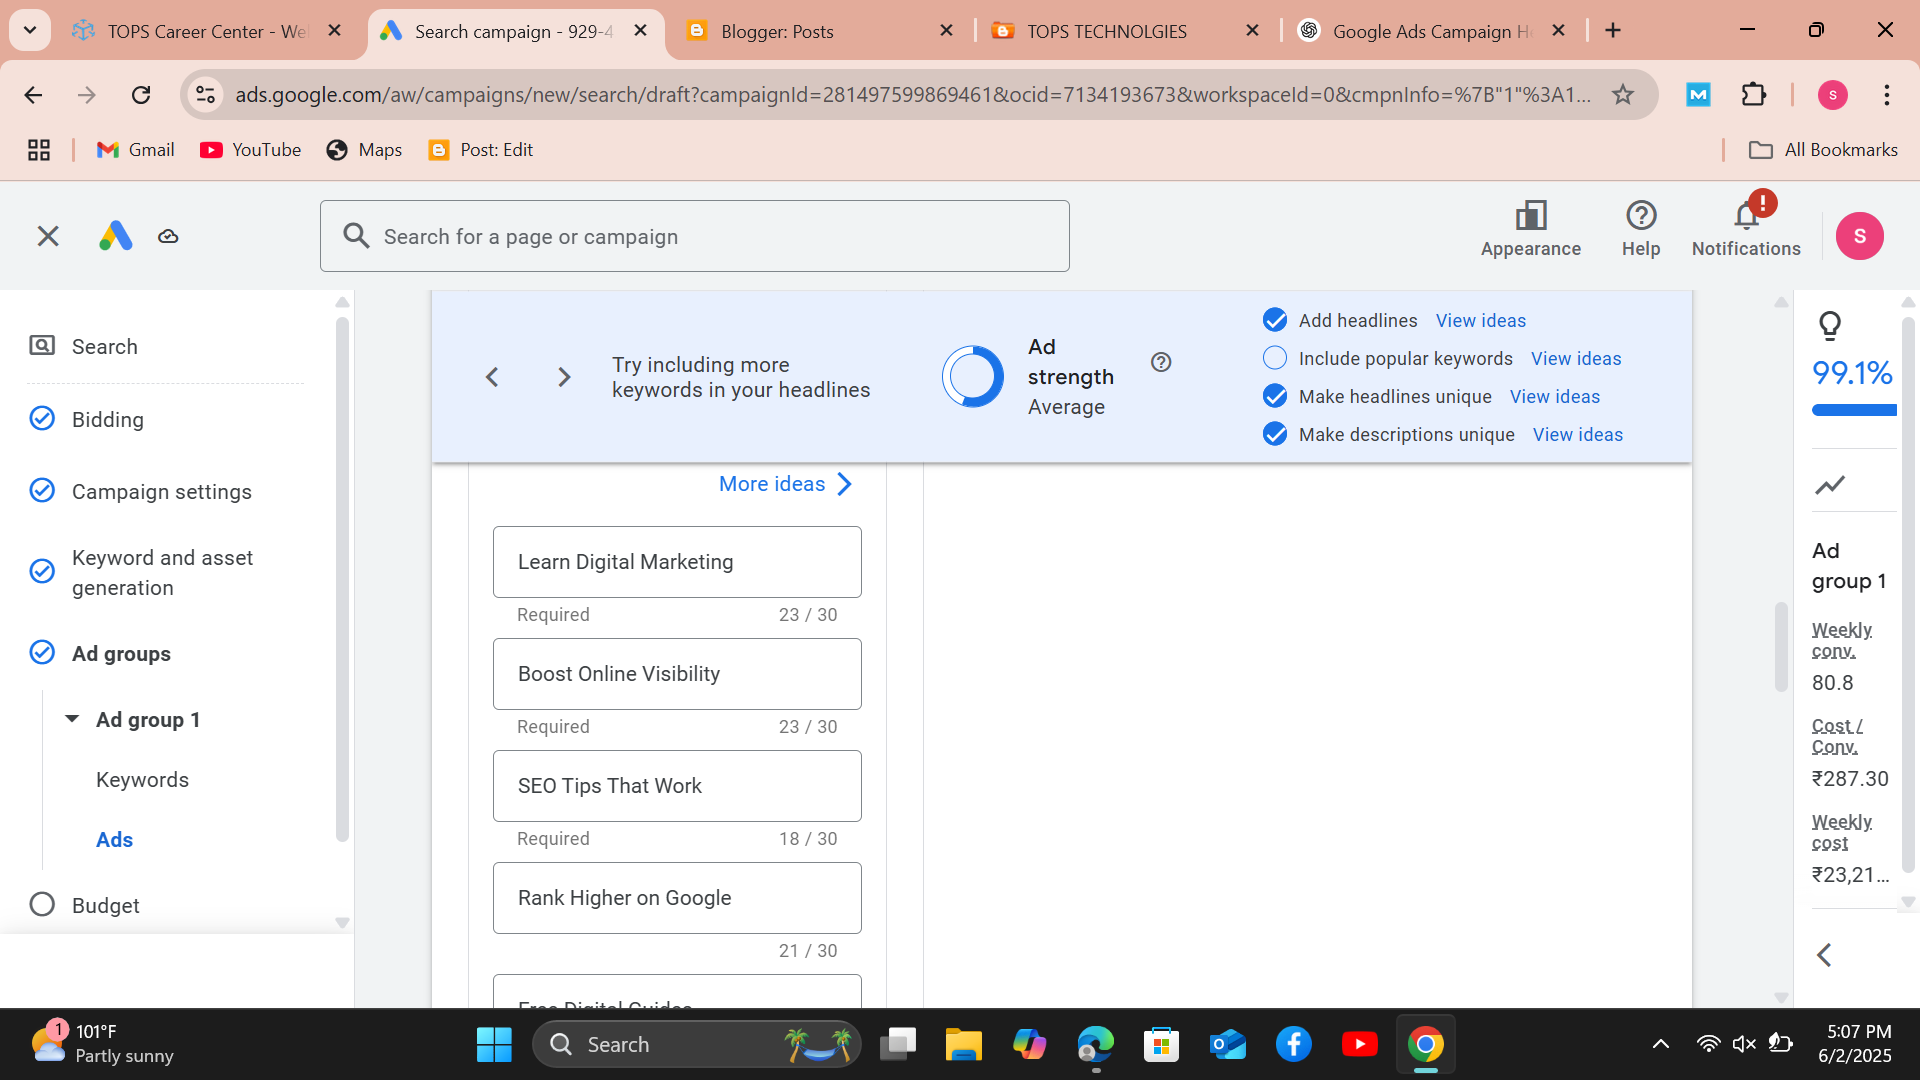 TOPS Career Center - We
Search campaign - 929-4
Blogger: Posts
TOPS TECHNOLGIES
Google Ads Campaign H
ads.google.com/aw/campaigns/new/search/draft?campaignId=281497599869461&ocid=7134193673&workspaceId=0&cmpnInfo=%7B"1"%3A1...
M
S
Gmail
YouTube
Maps
Post: Edit
All Bookmarks
Search for a page or campaign
Appearance
Help
!
Notifications
S
Search
Bidding
Campaign settings
Keyword and asset
generation
Ad groups
Ad group 1
Keywords
Ads
Budget
Try including more
keywords in your headlines
Ad
strength
Average
Add headlines View ideas
Include popular keywords View ideas
Make headlines unique View ideas
Make descriptions unique View ideas
More ideas
Learn Digital Marketing
Required 23 / 30
Boost Online Visibility
Required 23 / 30
SEO Tips That Work
Required 18 / 30
Rank Higher on Google
21 / 30
Free Digital Guides
99.1%
Ad
group 1
Weekly
conv.
80.8
Cost /
Conv.
₹287.30
Weekly
cost
₹23,21...
1
101°F
Partly sunny
Search
5:07 PM
6/2/2025